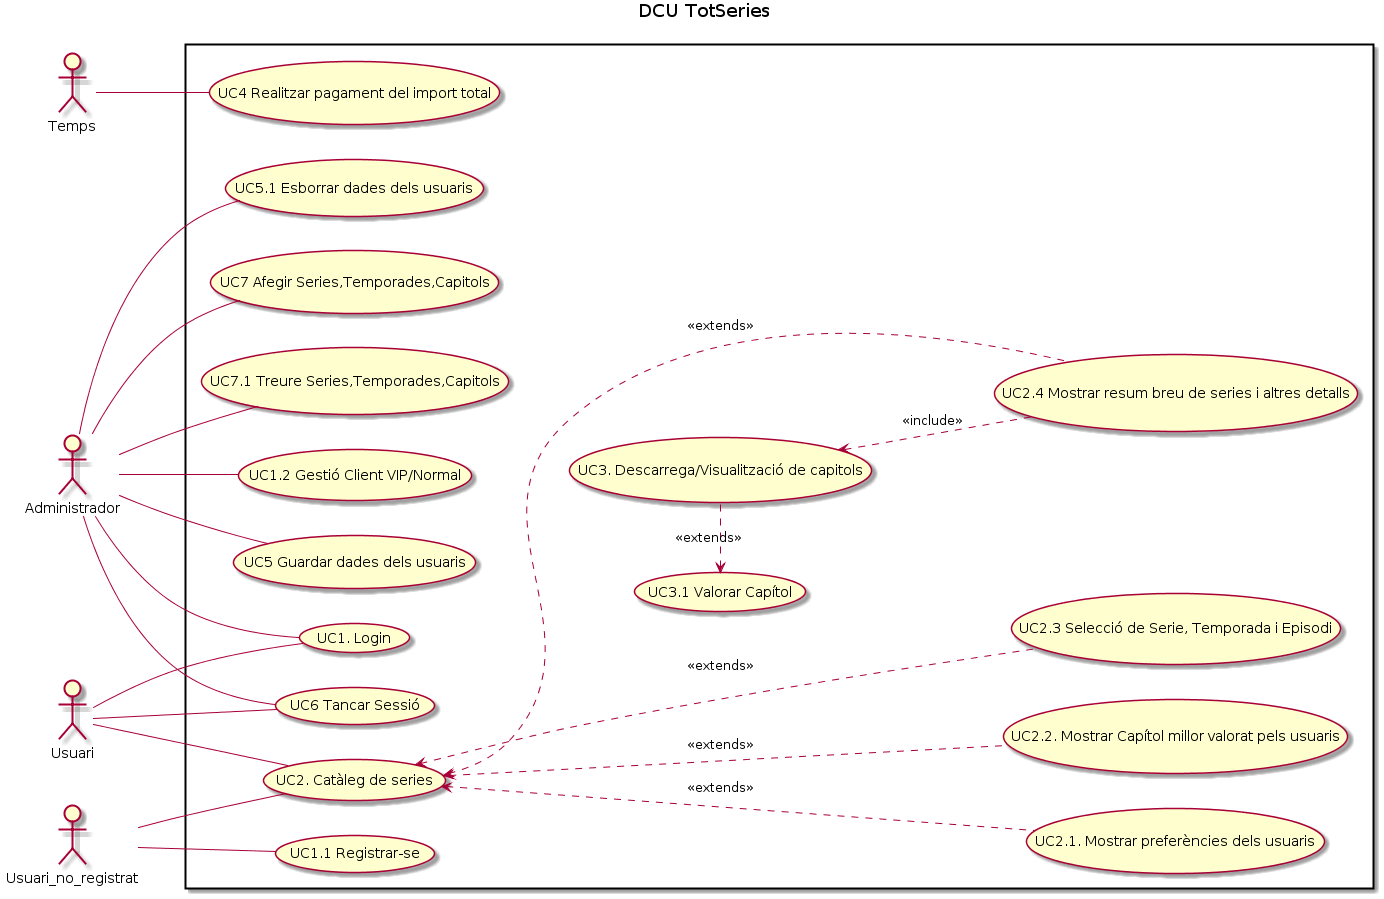 DCU TotSeries
Temps
UC4 Realitzar pagament del import total
UC5.1 Esborrar dades dels usuaris
UC7 Afegir Series,Temporades,Capitols
«extends»
UC7.1 Treure Series,Temporades,Capitols
UC2.4 Mostrar resum breu de series i altres detalls
«include»
UC3. Descarrega/Visualització de capitols
UC1.2 Gestió Client VIP/Normal
Administrador
«extends»
UC5 Guardar dades dels usuaris
UC3.1 Valorar Capítol
UC2.3 Selecció de Serie, Temporada i Episodi
UC1. Login
«extends»
UC6 Tancar Sessió
UC2.2. Mostrar Capítol millor valorat pels usuaris
«extends»
Usuari
UC2. Catàleg de series
«extends»
UC2.1. Mostrar preferències dels usuaris
UC1.1 Registrar-se
Usuari_no_registrat